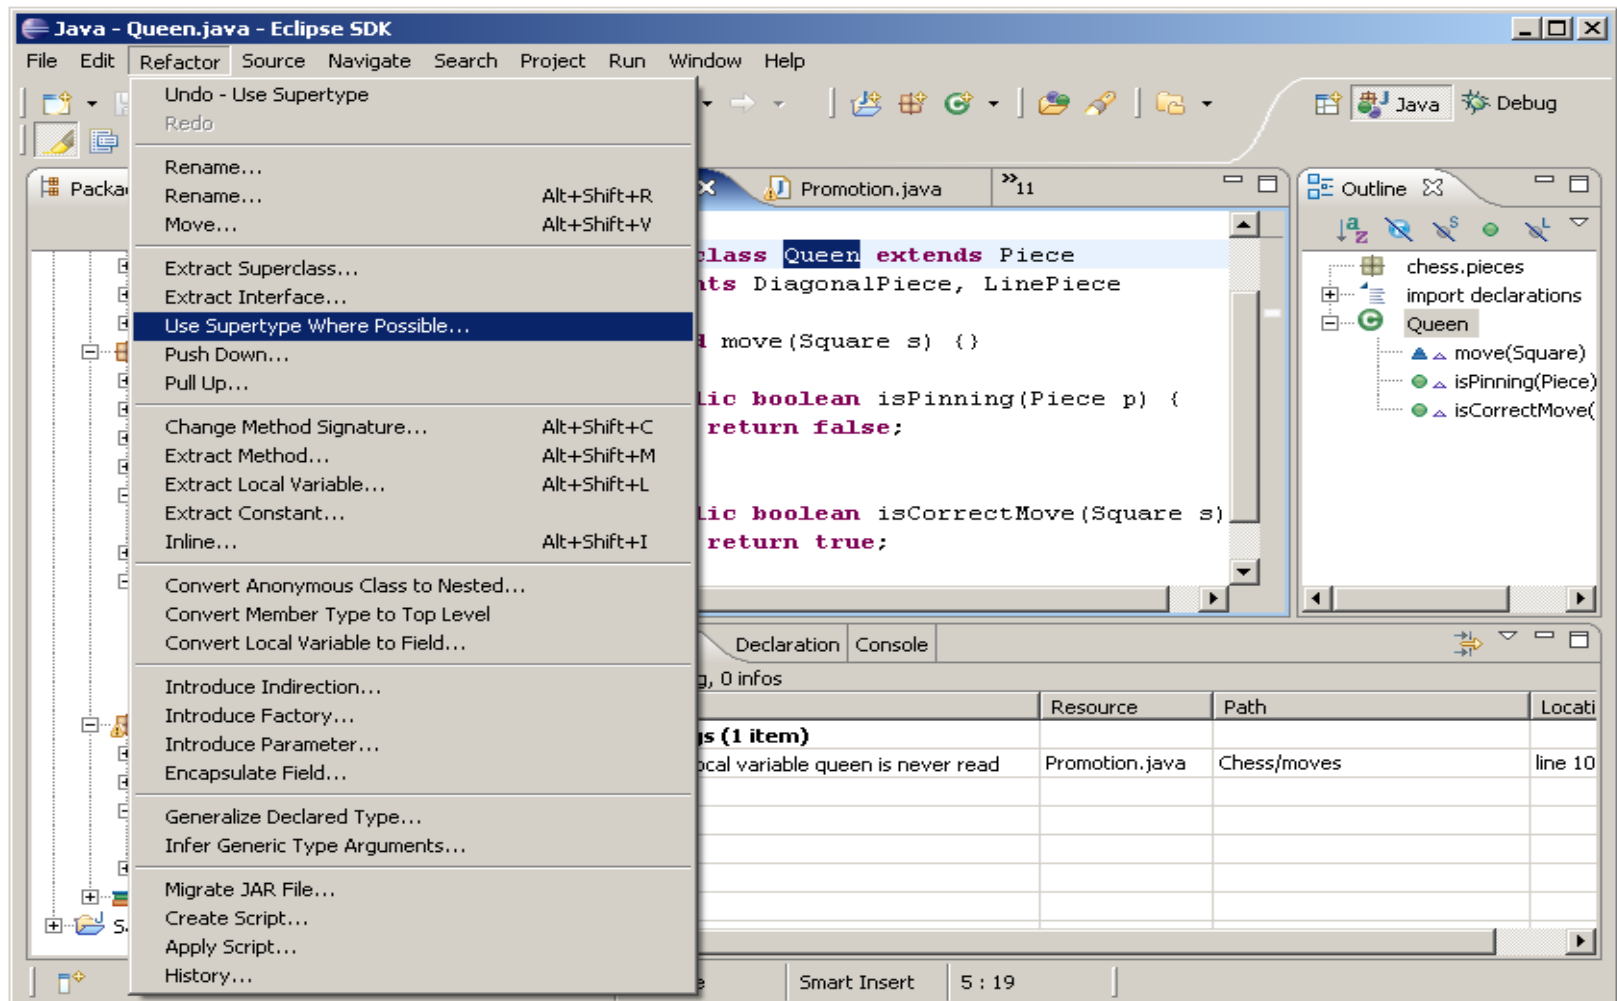 Java - Queen.java - Eclipse SDK
File Edit Refactor Source Navigate Search Project Run Window Help
Undo - Use Supertype
Redo
Java Debug
Rename...
Rename... Alt+Shift+R
Move... Alt+Shift+V
Extract Superclass...
Extract Interface...
Use Supertype Where Possible...
Push Down...
Pull Up...
Change Method Signature... Alt+Shift+C
Extract Method... Alt+Shift+M
Extract Local Variable... Alt+Shift+L
Extract Constant...
Inline... Alt+Shift+I
Convert Anonymous Class to Nested...
Convert Member Type to Top Level
Convert Local Variable to Field...
Introduce Indirection...
Introduce Factory...
Introduce Parameter...
Encapsulate Field...
Generalize Declared Type...
Infer Generic Type Arguments...
Migrate JAR File...
Create Script...
Apply Script...
History...
Promotion.java
»11
class Queen extends Piece
DiagonalPiece, LinePiece
move(Square s) {}
boolean isPinning(Piece p) {
return false;
boolean isCorrectMove(Square s)
return true;
Outline
chess.pieces
import declarations
Queen
move(Square)
isPinning(Piece)
isCorrectMove(
Declaration Console
, 0 infos
Resource Path Locati
(1 item)
variable queen is never read Promotion.java Chess/moves line 10
Smart Insert 5 : 19